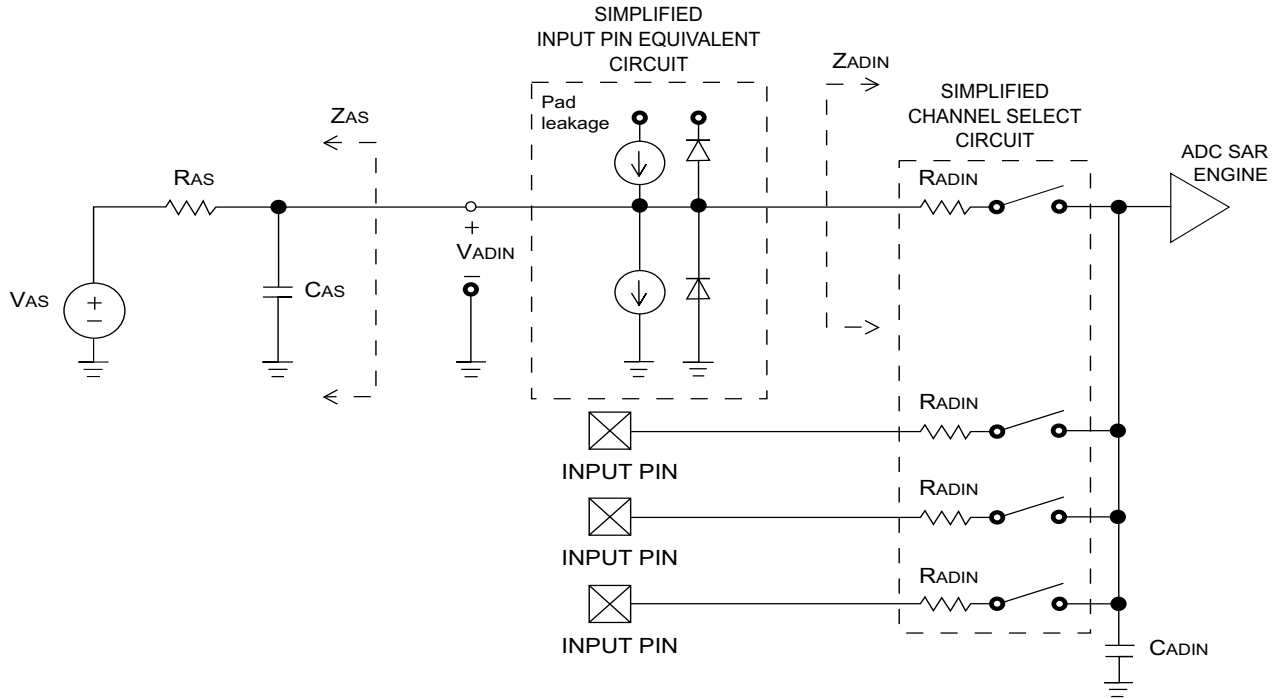 SIMPLIFIED
INPUT PIN EQUIVALENT
CIRCUIT
Pad
leakage
ZAS
ZADIN
SIMPLIFIED
CHANNEL SELECT
CIRCUIT
ADC SAR
ENGINE
RAS
RADIN
+
VADIN
–
CAS
VAS
+
–
RADIN
INPUT PIN
RADIN
INPUT PIN
RADIN
INPUT PIN
CADIN